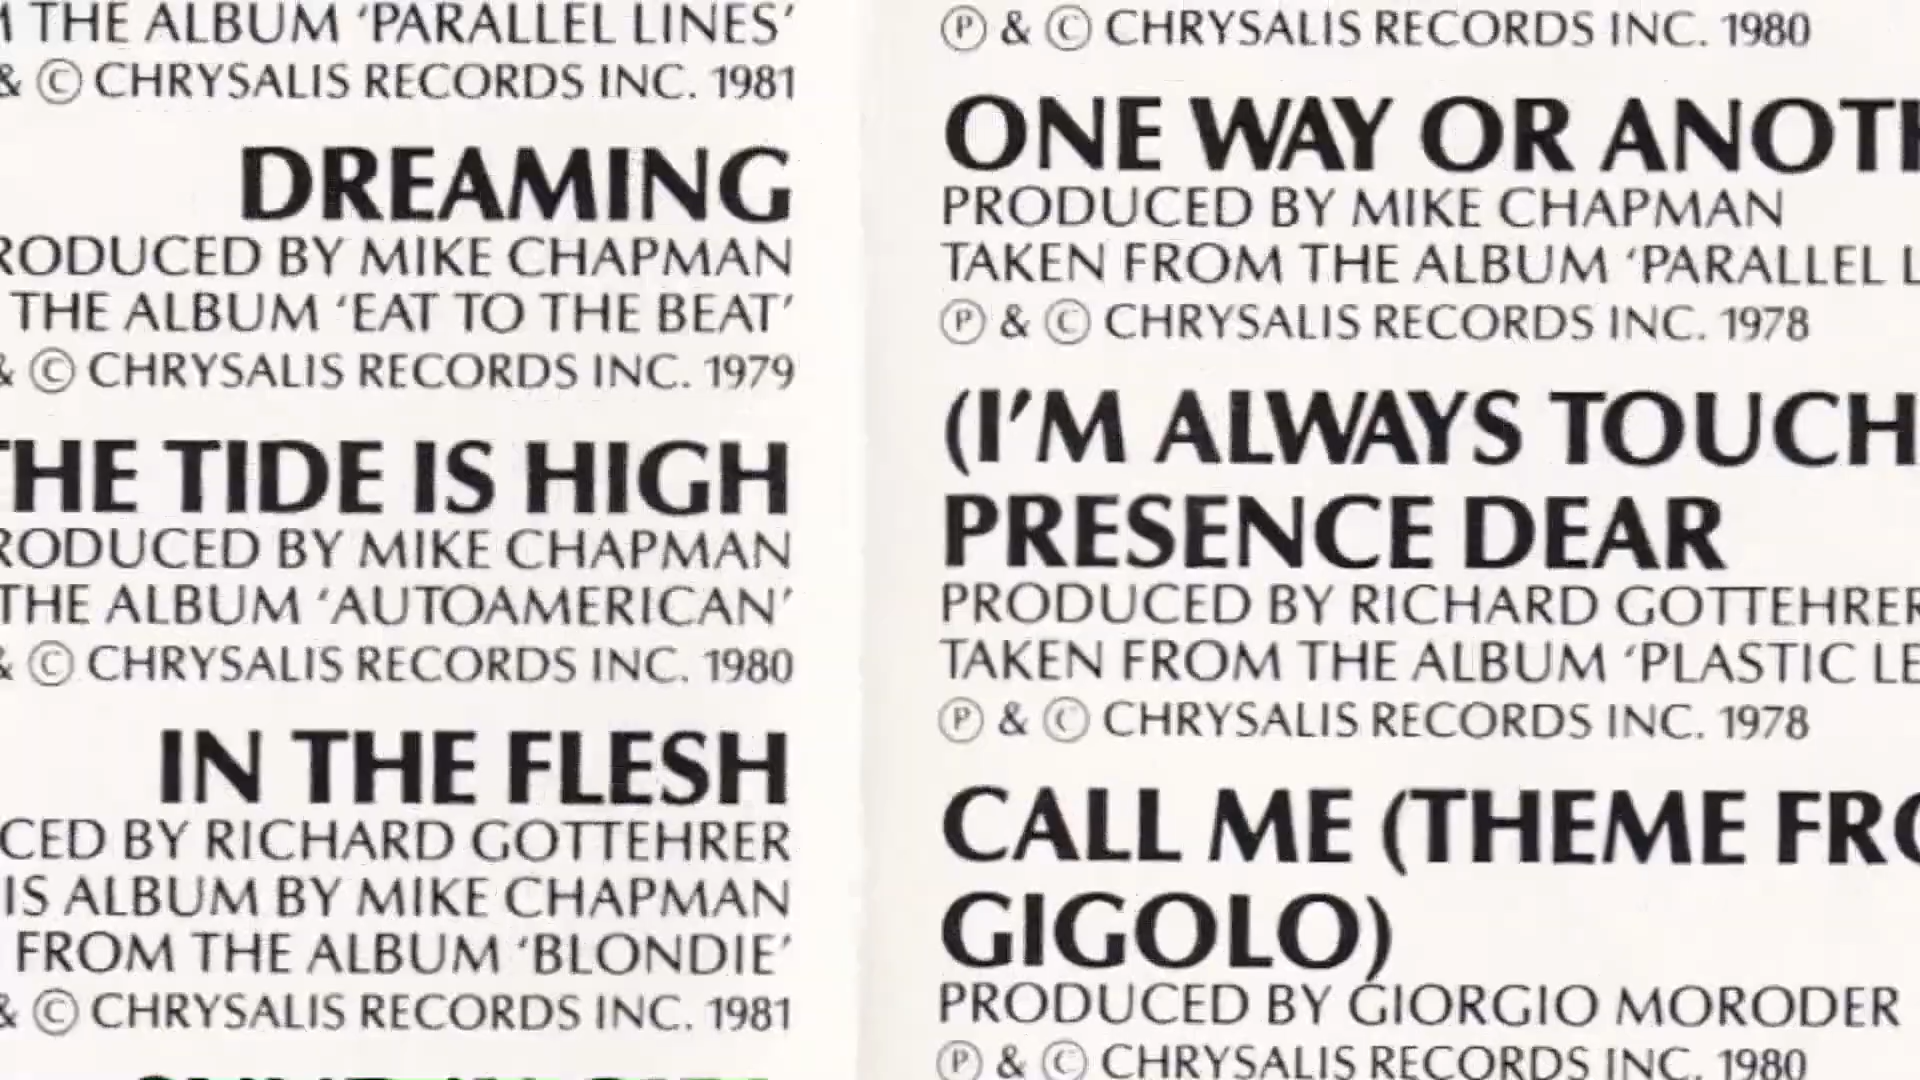 THE ALBUM ‘PARALLEL LINES’
& © CHRYSALIS RECORDS INC. 1981
DREAMING
RODUCED BY MIKE CHAPMAN
THE ALBUM ‘EAT TO THE BEAT’
& © CHRYSALIS RECORDS INC. 1979
THE TIDE IS HIGH
RODUCED BY MIKE CHAPMAN
THE ALBUM ‘AUTOAMERICAN’
& © CHRYSALIS RECORDS INC. 1980
IN THE FLESH
CED BY RICHARD GOTTEHRER
IS ALBUM BY MIKE CHAPMAN
FROM THE ALBUM ‘BLONDIE’
& © CHRYSALIS RECORDS INC. 1981
℗ & © CHRYSALIS RECORDS INC. 1980
ONE WAY OR ANOTH
PRODUCED BY MIKE CHAPMAN
TAKEN FROM THE ALBUM ‘PARALLEL L
℗ & © CHRYSALIS RECORDS INC. 1978
(I’M ALWAYS TOUCH
PRESENCE DEAR
PRODUCED BY RICHARD GOTTEHRER
TAKEN FROM THE ALBUM ‘PLASTIC LE
℗ & © CHRYSALIS RECORDS INC. 1978
CALL ME (THEME FRO
GIGOLO)
PRODUCED BY GIORGIO MORODER
℗ & © CHRYSALIS RECORDS INC. 1980